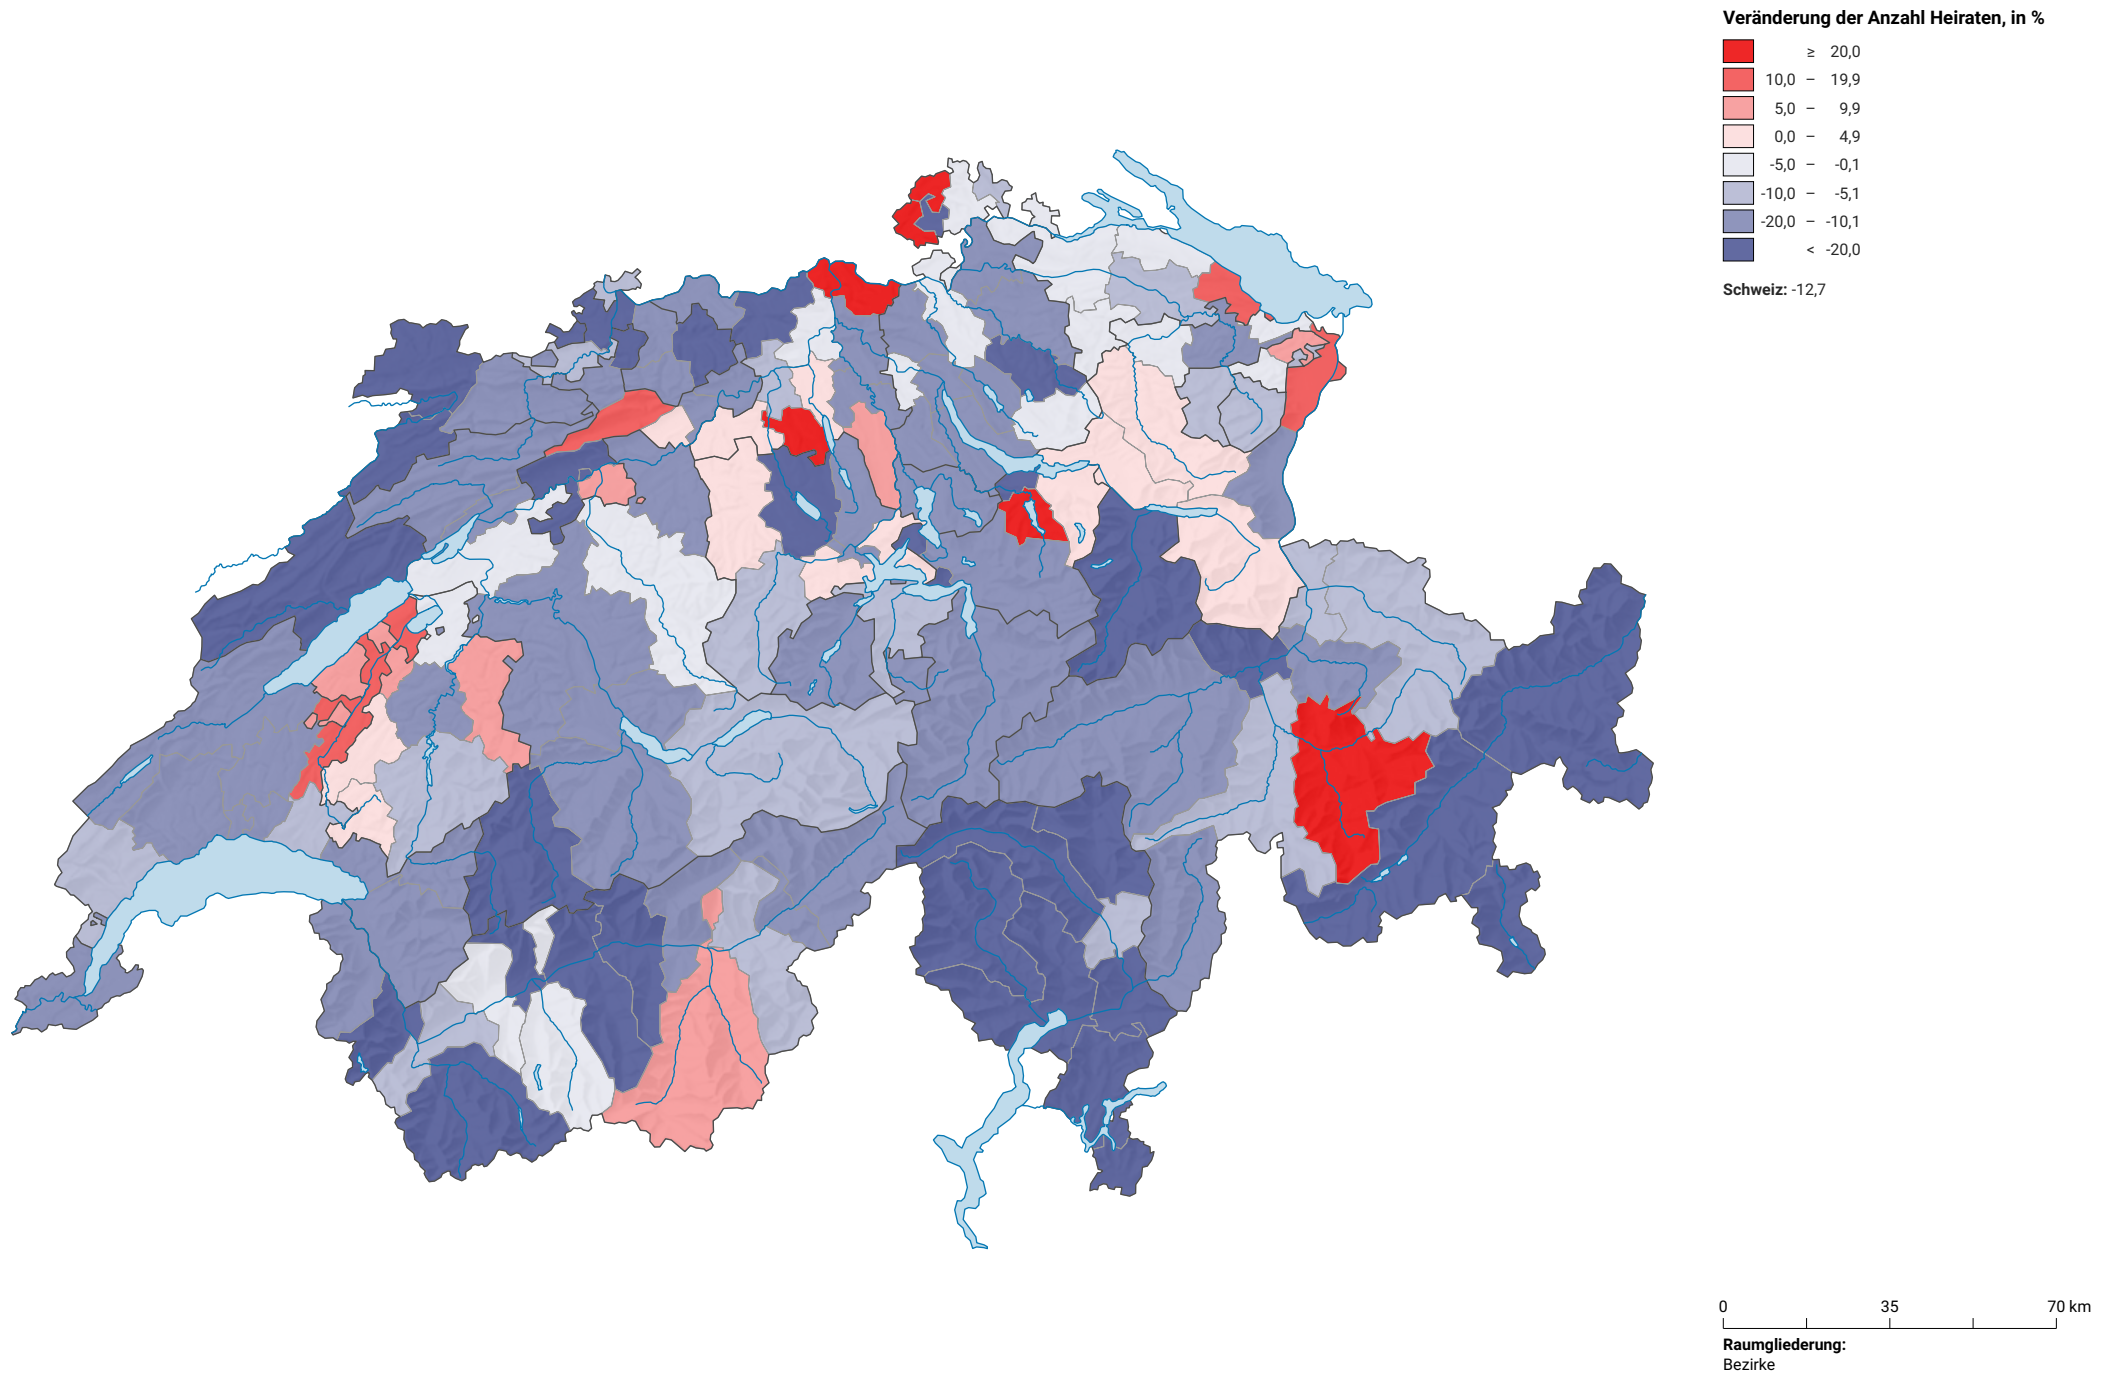 Veränderung der Anzahl Heiraten, in %
≥ 20,0
10,0 – 19,9
5,0 – 9,9
0,0 – 4,9
-5,0 – -0,1
-10,0 – -5,1
-20,0 – -10,1
< -20,0
Schweiz: -12,7
0 35 70 km
Raumgliederung:
Bezirke